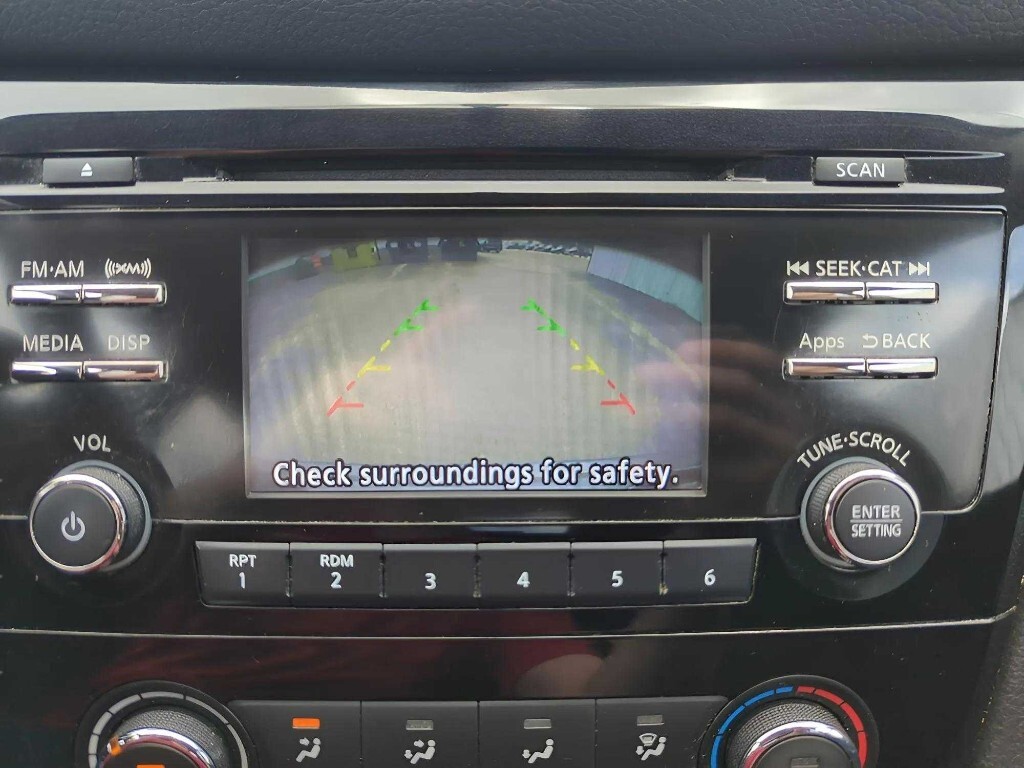 SCAN
FM·AM (((XM)))
SEEK·CAT
MEDIA DISP
Apps BACK
VOL
TUNE·SCROLL
Check surroundings for safety.
ENTER
SETTING
RPT
1
RDM
2
3
4
5
6